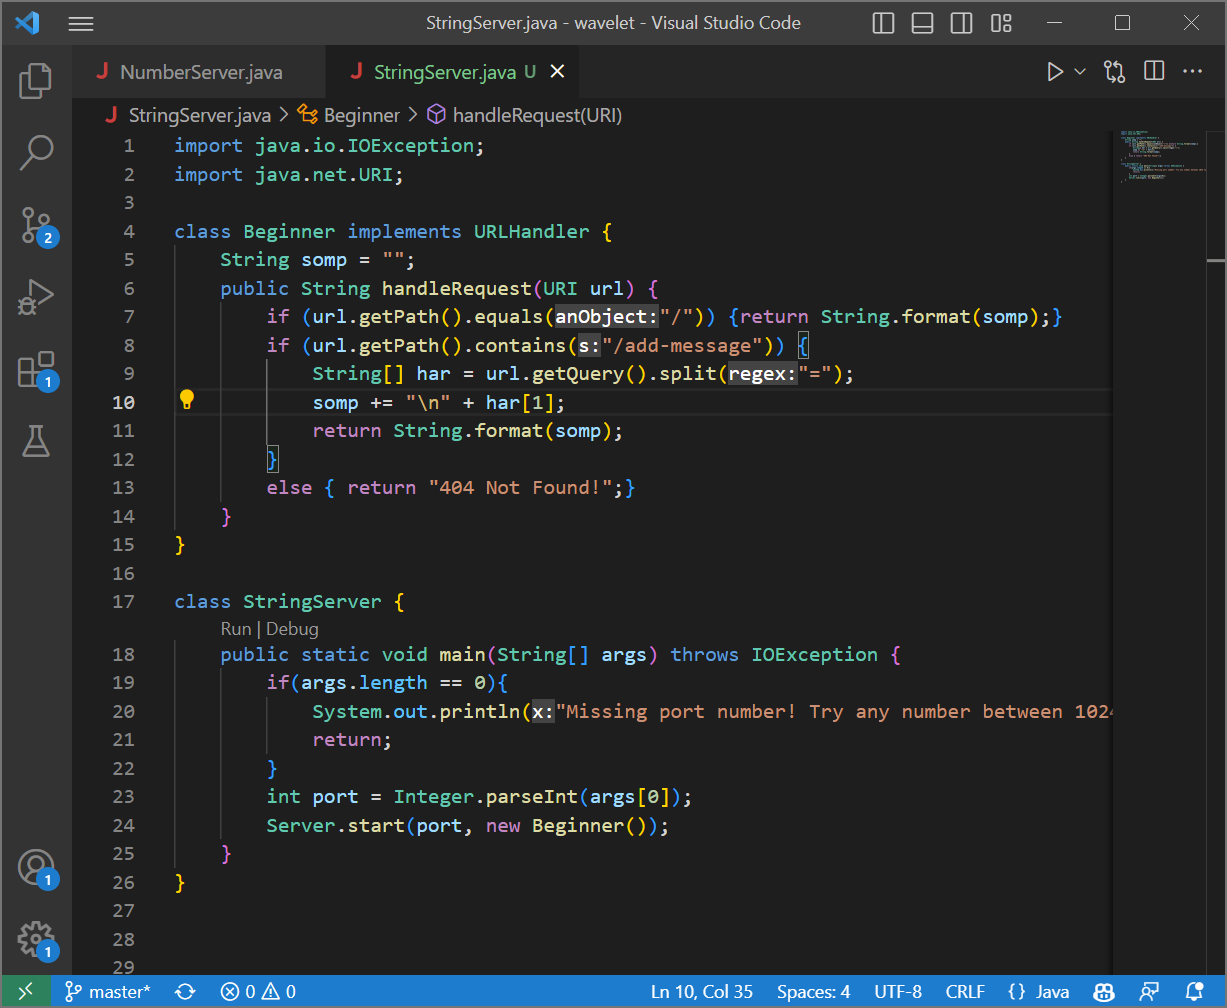 StringServer.java - wavelet - Visual Studio Code
NumberServer.java
StringServer.java U
StringServer.java > Beginner > handleRequest(URI)
1 import java.io.IOException;
2 import java.net.URI;
3
4 class Beginner implements URLHandler {
5     String somp = "";
6     public String handleRequest(URI url) {
7         if (url.getPath().equals(anObject:"/")) {return String.format(somp);}
8         if (url.getPath().contains(s:"/add-message")) {
9             String[] har = url.getQuery().split(regex:"=");
10             somp += "\n" + har[1];
11             return String.format(somp);
12         }
13         else { return "404 Not Found!";}
14     }
15 }
16
17 class StringServer {
Run | Debug
18     public static void main(String[] args) throws IOException {
19         if(args.length == 0){
20             System.out.println(x:"Missing port number! Try any number between 1024
21             return;
22         }
23         int port = Integer.parseInt(args[0]);
24         Server.start(port, new Beginner());
25     }
26 }
27
28
29
2
1
1
1
master*
0
0
Ln 10, Col 35
Spaces: 4
UTF-8
CRLF
{ } Java